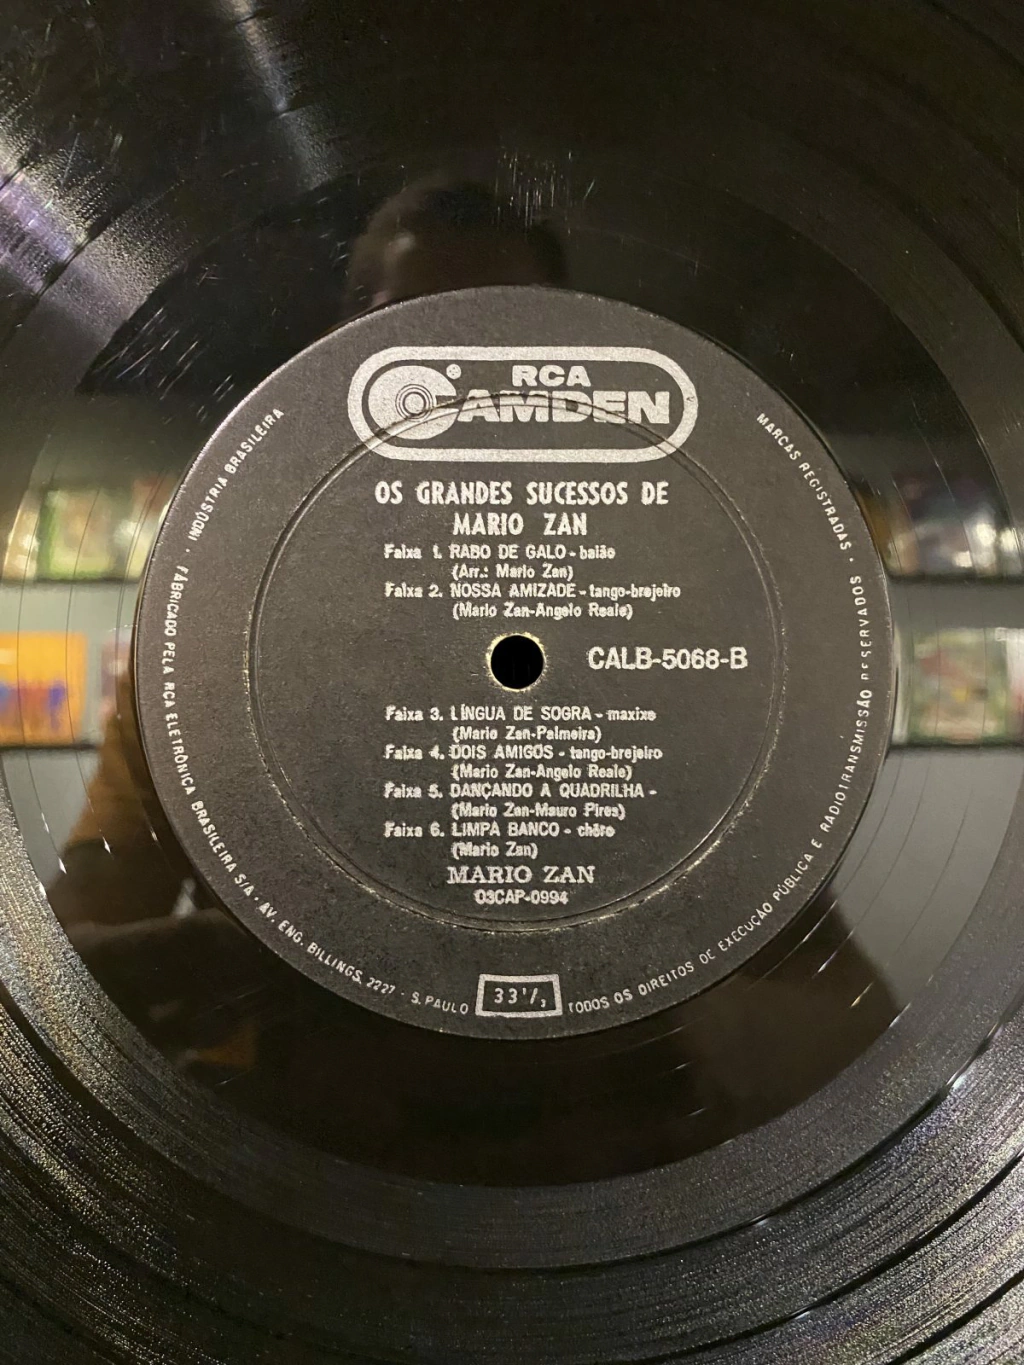 RCA
CAMDEN
OS GRANDES SUCESSOS DE
MARIO ZAN
Faixa 1. RABO DE GALO - baião
(Arr.: Mario Zan)
Faixa 2. NOSSA AMIZADE - tango-brejeiro
(Mario Zan-Angelo Reale)
CALB-5068-B
Faixa 3. LÍNGUA DE SOGRA - maxixe
(Mario Zan-Palmeira)
Faixa 4. DOIS AMIGOS - tango-brejeiro
(Mario Zan-Angelo Reale)
Faixa 5. DANÇANDO A QUADRILHA -
(Mario Zan-Mauro Pires)
Faixa 6. LIMPA BANCO - chôro
(Mario Zan)
MARIO ZAN
03CAP-0994
33 1/3
FABRICADO PELA RCA ELETRÔNICA BRASILEIRA S/A · AV. ENG. BILLINGS, 2227 - S. PAULO
· INDÚSTRIA BRASILEIRA
MARCAS REGISTRADAS ·
TODOS OS DIREITOS DE EXECUÇÃO PÚBLICA E RADIOTRANSMISSÃO RESERVADOS